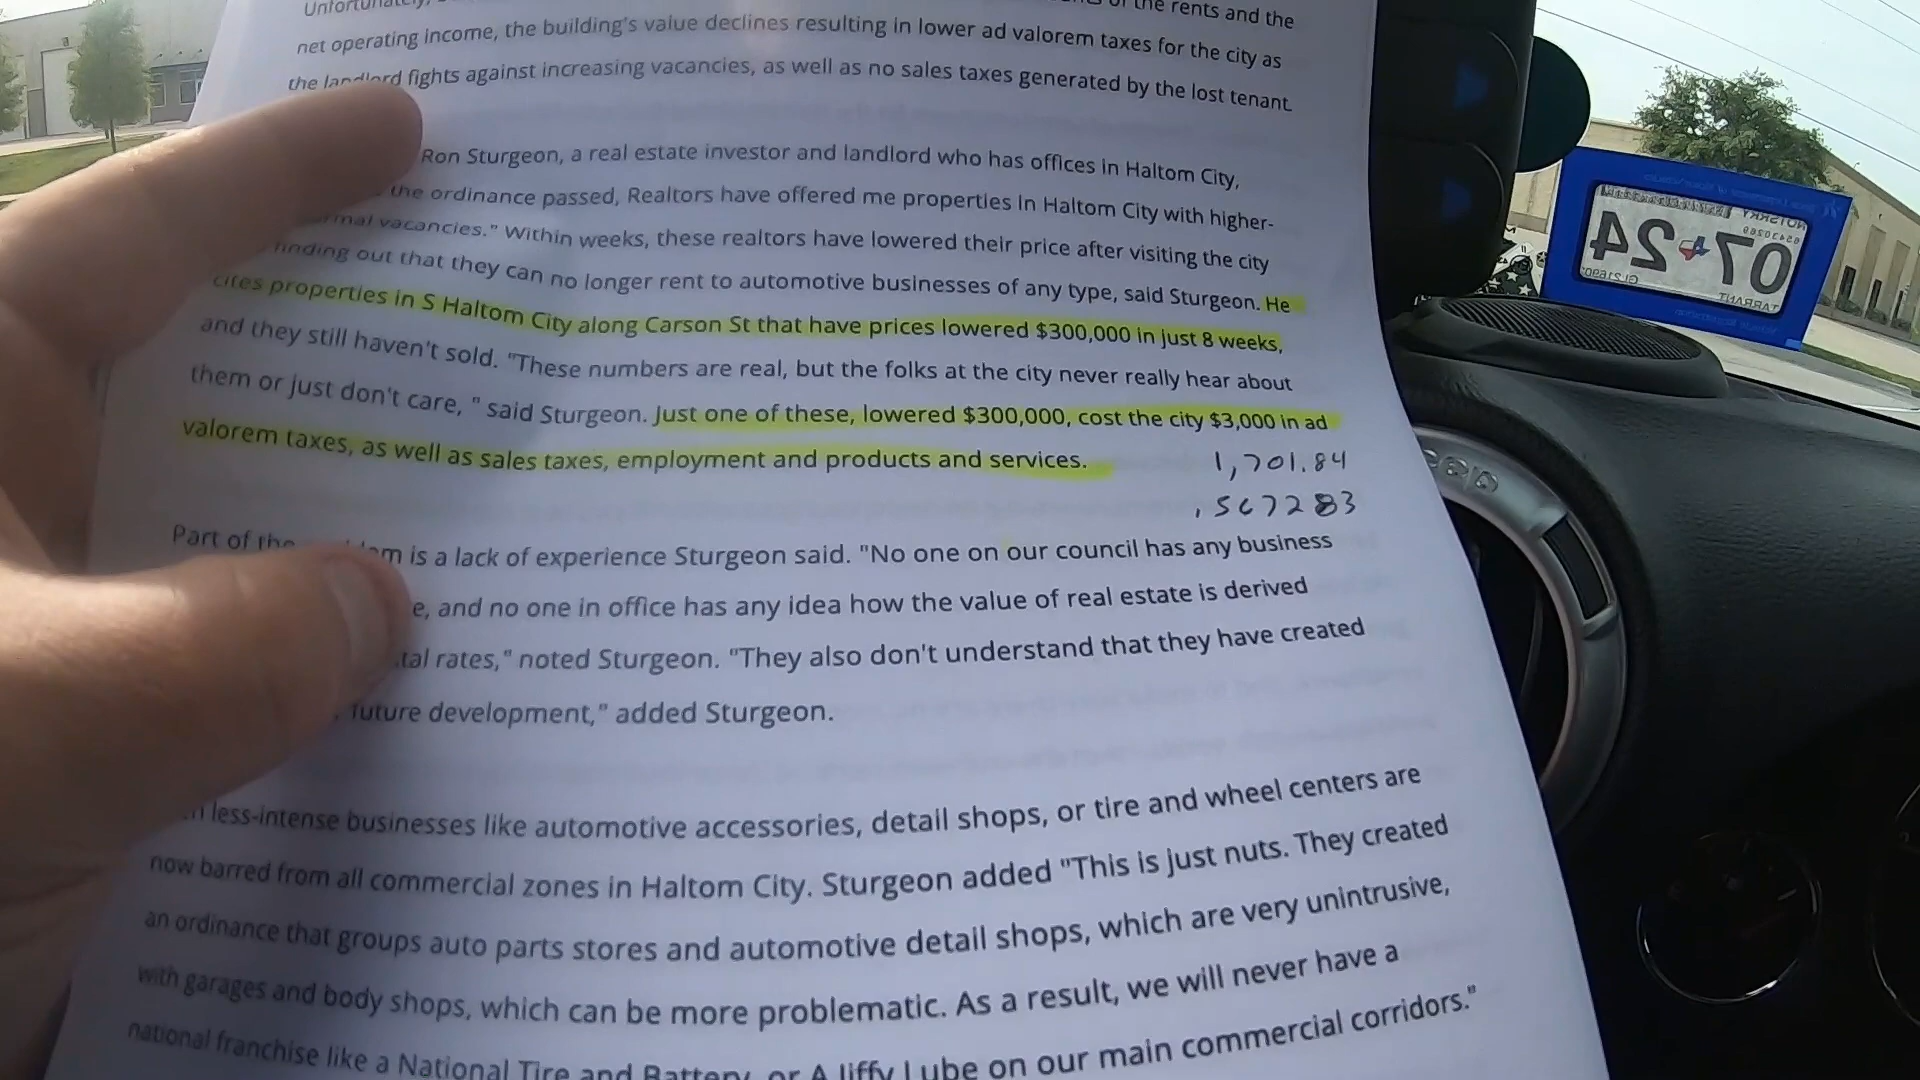 Unfortunately, of the rents and the
net operating income, the building's value declines resulting in lower ad valorem taxes for the city as
the landlord fights against increasing vacancies, as well as no sales taxes generated by the lost tenant.
Ron Sturgeon, a real estate investor and landlord who has offices in Haltom City,
the ordinance passed, Realtors have offered me properties in Haltom City with higher-
vacancies." Within weeks, these realtors have lowered their price after visiting the city
finding out that they can no longer rent to automotive businesses of any type, said Sturgeon. He
cites properties in S Haltom City along Carson St that have prices lowered $300,000 in just 8 weeks,
and they still haven't sold. "These numbers are real, but the folks at the city never really hear about
them or just don't care, " said Sturgeon. Just one of these, lowered $300,000, cost the city $3,000 in ad
valorem taxes, as well as sales taxes, employment and products and services.
1,701.84
.567283
Part of the is a lack of experience Sturgeon said. "No one on our council has any business
e, and no one in office has any idea how the value of real estate is derived
tal rates," noted Sturgeon. "They also don't understand that they have created
future development," added Sturgeon.
less-intense businesses like automotive accessories, detail shops, or tire and wheel centers are
now barred from all commercial zones in Haltom City. Sturgeon added "This is just nuts. They created
an ordinance that groups auto parts stores and automotive detail shops, which are very unintrusive,
with garages and body shops, which can be more problematic. As a result, we will never have a
national franchise like a National Tire and Battery, or A Jiffy Lube on our main commercial corridors."
07 24
TARRANT